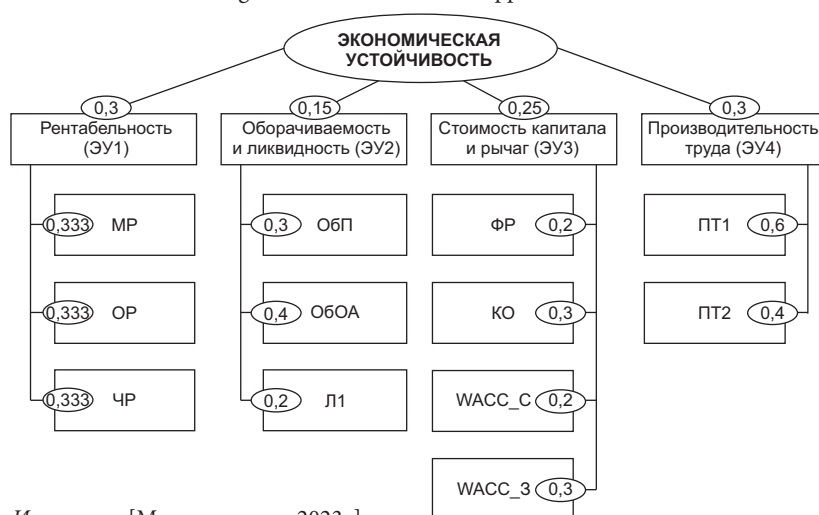 ЭКОНОМИЧЕСКАЯ
УСТОЙЧИВОСТЬ
0,3
0,15
0,25
0,3
Рентабельность
(ЭУ1)
Оборачиваемость
и ликвидность (ЭУ2)
Стоимость капитала
и рычаг (ЭУ3)
Производительность
труда (ЭУ4)
0,333 МР
0,3 ОбП
ФР 0,2
ПТ1 0,6
0,333 ОР
0,4 ОбОА
КО 0,3
ПТ2 0,4
0,333 ЧР
0,2 Л1
WACC_С 0,2
WACC_З 0,3